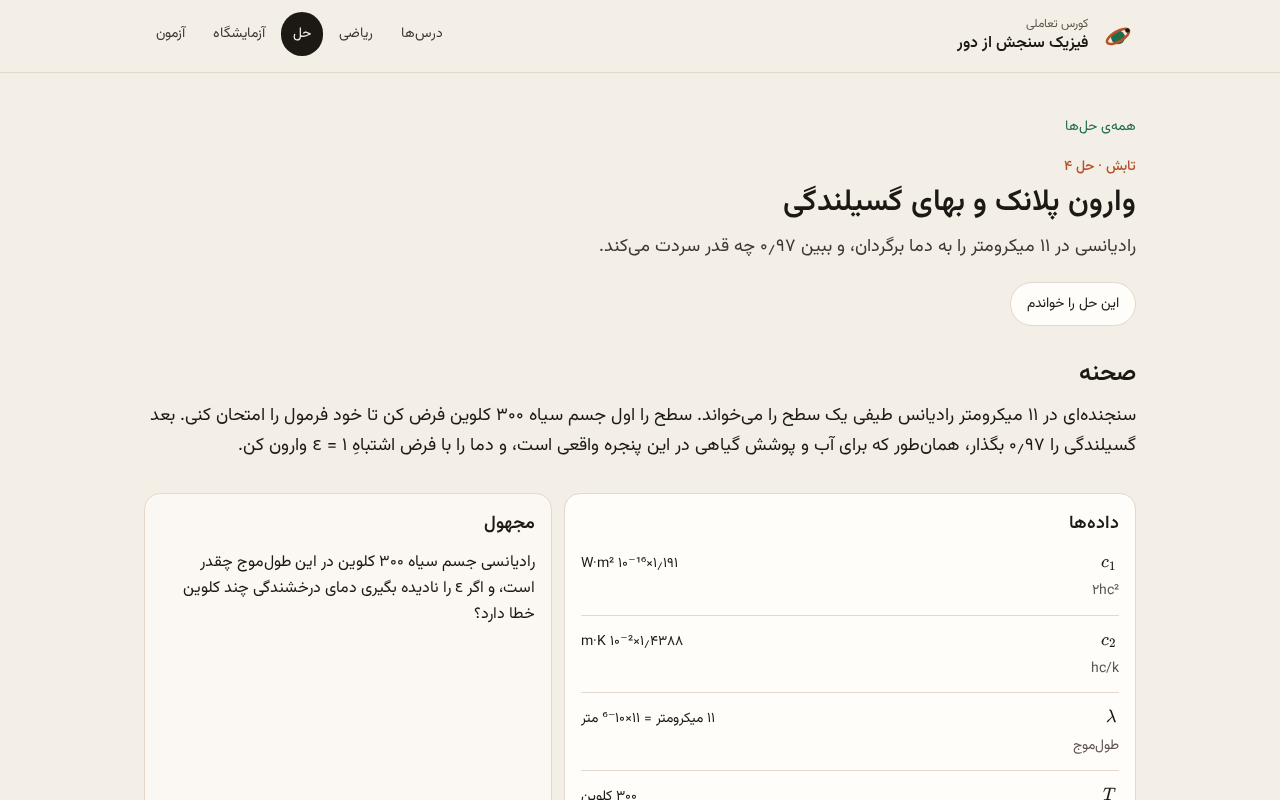 کورس تعاملی
فیزیک سنجش از دور
درس‌ها
ریاضی
حل
آزمایشگاه
آزمون
همه‌ی حل‌ها
تابش · حل ۴
وارون پلانک و بهای گسیلندگی
رادیانسی در ۱۱ میکرومتر را به دما برگردان، و ببین ۰٫۹۷ چه قدر سردت می‌کند.
این حل را خواندم
صحنه
سنجنده‌ای در ۱۱ میکرومتر رادیانس طیفی یک سطح را می‌خواند. سطح را اول جسم سیاه ۳۰۰ کلوین فرض کن تا خود فرمول را امتحان کنی. بعد
گسیلندگی را ۰٫۹۷ بگذار، همان‌طور که برای آب و پوشش گیاهی در این پنجره واقعی است، و دما را با فرض اشتباهِ ε = ۱ وارون کن.
داده‌ها
c₁
۱٫۱۹۱×۱۰⁻¹⁶ W·m²
۲hc²
c₂
۱٫۴۳۸۸×۱۰⁻² m·K
hc/k
λ
۱۱ میکرومتر = ۱۱×۱۰⁻⁶ متر
طول‌موج
T
۳۰۰ کلوین
مجهول
رادیانسی جسم سیاه ۳۰۰ کلوین در این طول‌موج چقدر
است، و اگر ε را نادیده بگیری دمای درخشندگی چند کلوین
خطا دارد؟